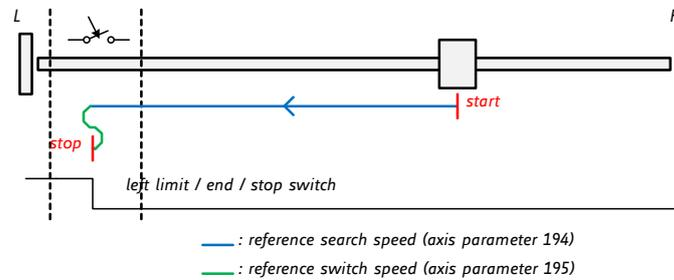 L
start
stop
left limit / end / stop switch
: reference search speed (axis parameter 194)
: reference switch speed (axis parameter 195)